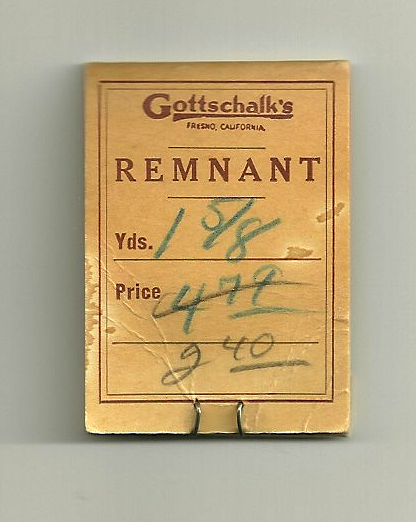 Gottschalk's
FRESNO, CALIFORNIA.
REMNANT
Yds. 1 5/8
Price 4 79
2 40